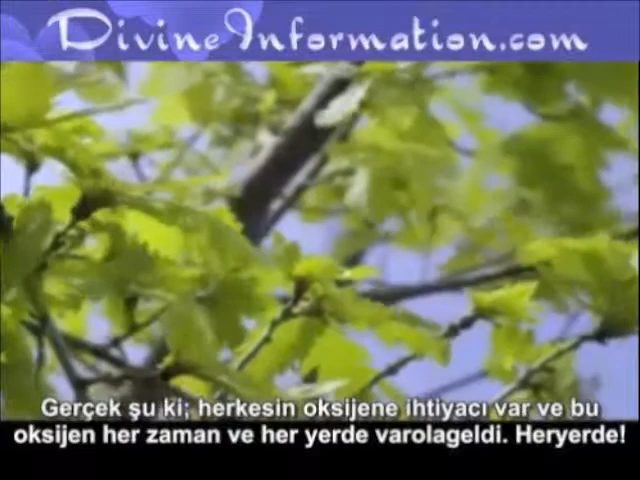 DivineInformation.com
Gerçek şu ki; herkesin oksijene ihtiyacı var ve bu
oksijen her zaman ve her yerde varolageldi. Heryerde!